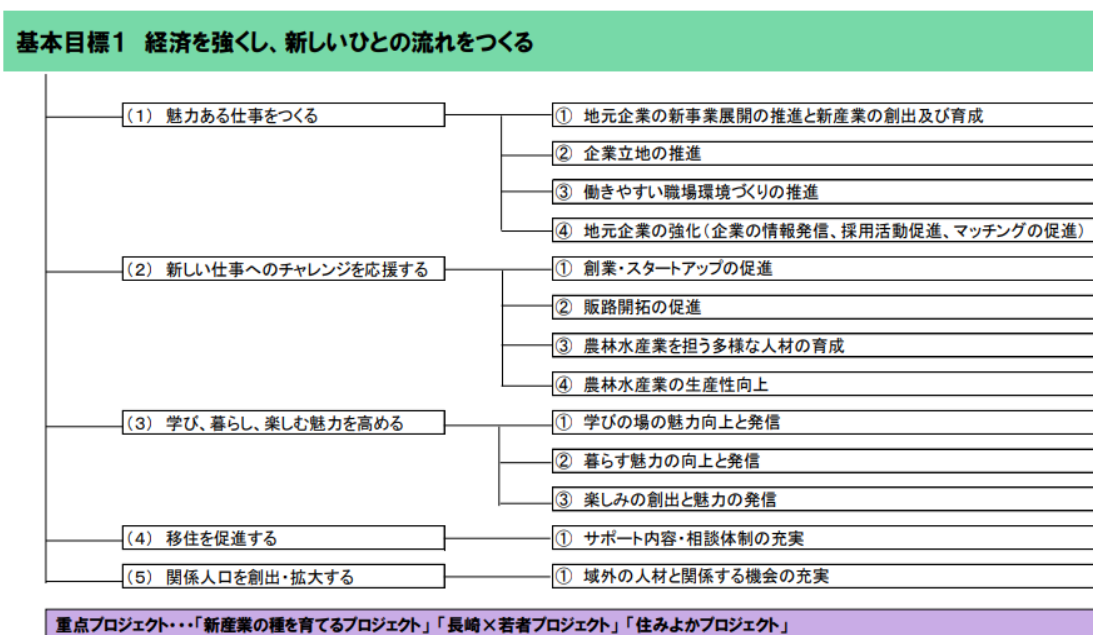 基本目標1 経済を強くし、新しいひとの流れをつくる
(1) 魅力ある仕事をつくる
① 地元企業の新事業展開の推進と新産業の創出及び育成
② 企業立地の推進
③ 働きやすい職場環境づくりの推進
④ 地元企業の強化(企業の情報発信、採用活動促進、マッチングの促進)
(2) 新しい仕事へのチャレンジを応援する
① 創業・スタートアップの促進
② 販路開拓の促進
③ 農林水産業を担う多様な人材の育成
④ 農林水産業の生産性向上
(3) 学び、暮らし、楽しむ魅力を高める
① 学びの場の魅力向上と発信
② 暮らす魅力の向上と発信
③ 楽しみの創出と魅力の発信
(4) 移住を促進する
① サポート内容・相談体制の充実
(5) 関係人口を創出・拡大する
① 域外の人材と関係する機会の充実
重点プロジェクト・・・「新産業の種を育てるプロジェクト」「長崎×若者プロジェクト」「住みよかプロジェクト」